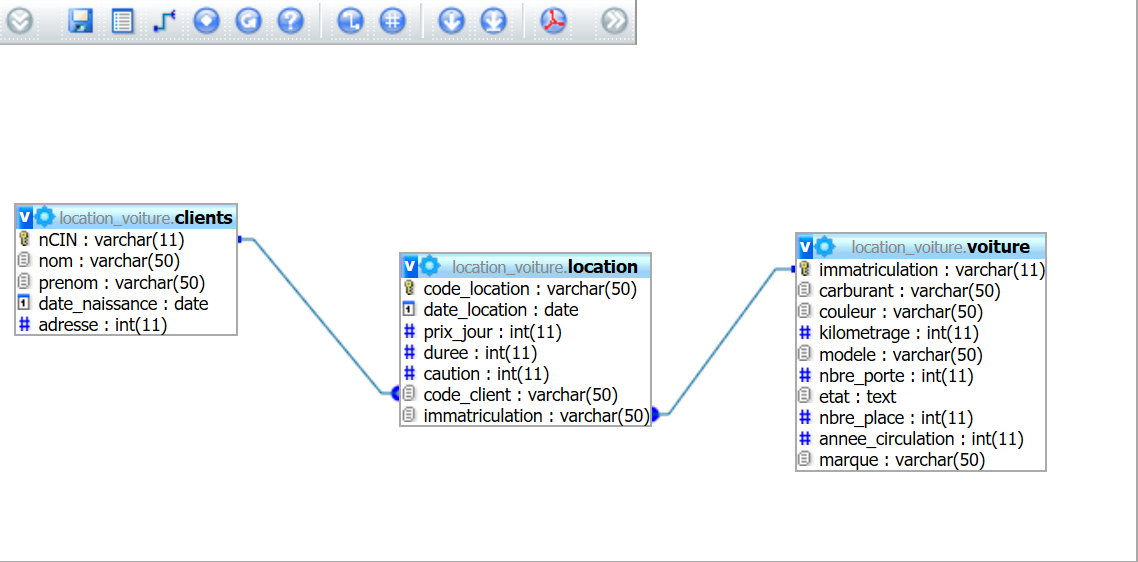 location_voiture.clients
nCIN : varchar(11)
nom : varchar(50)
prenom : varchar(50)
date_naissance : date
adresse : int(11)
location_voiture.location
code_location : varchar(50)
date_location : date
prix_jour : int(11)
duree : int(11)
caution : int(11)
code_client : varchar(50)
immatriculation : varchar(50)
location_voiture.voiture
immatriculation : varchar(11)
carburant : varchar(50)
couleur : varchar(50)
kilometrage : int(11)
modele : varchar(50)
nbre_porte : int(11)
etat : text
nbre_place : int(11)
annee_circulation : int(11)
marque : varchar(50)